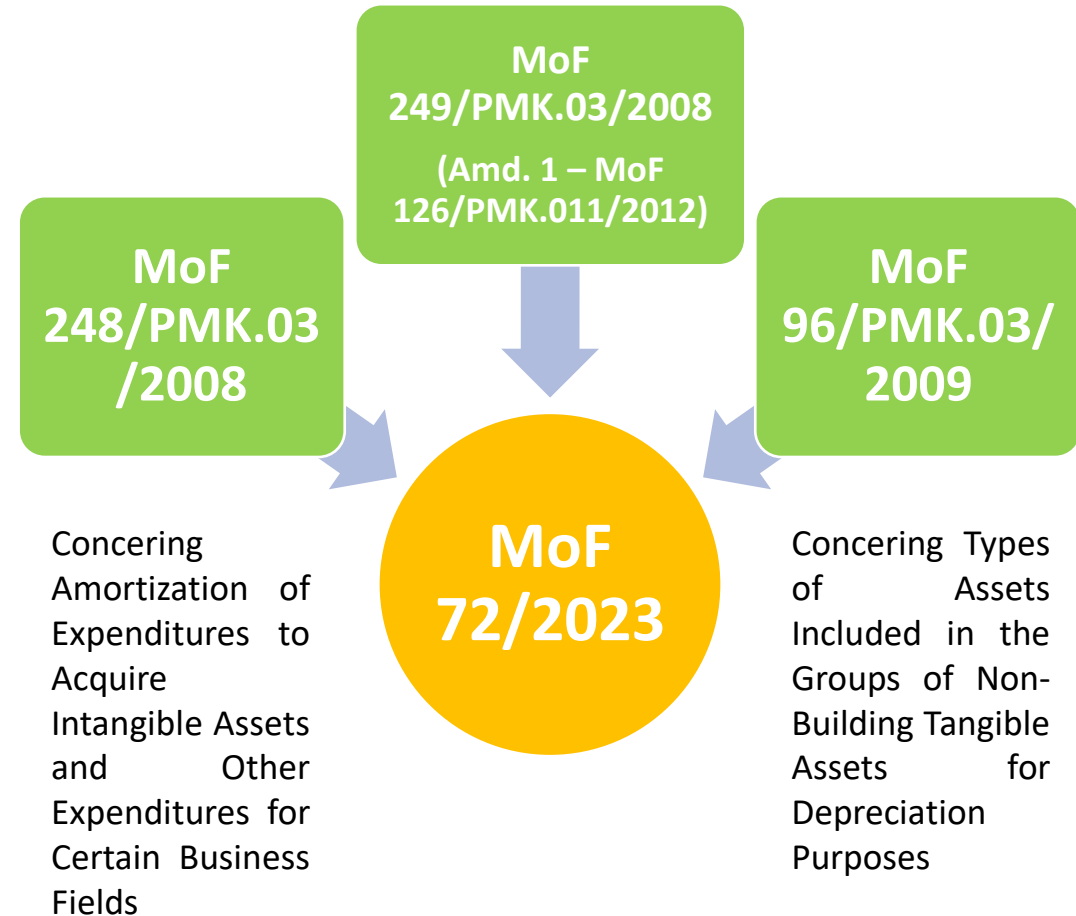 MoF
249/PMK.03/2008
(Amd. 1 – MoF
126/PMK.011/2012)
MoF
248/PMK.03
/2008
MoF
96/PMK.03/
2009
MoF
72/2023
Concering
Amortization of
Expenditures to
Acquire
Intangible Assets
and Other
Expenditures for
Certain Business
Fields
Concering Types
of Assets
Included in the
Groups of Non-
Building Tangible
Assets for
Depreciation
Purposes